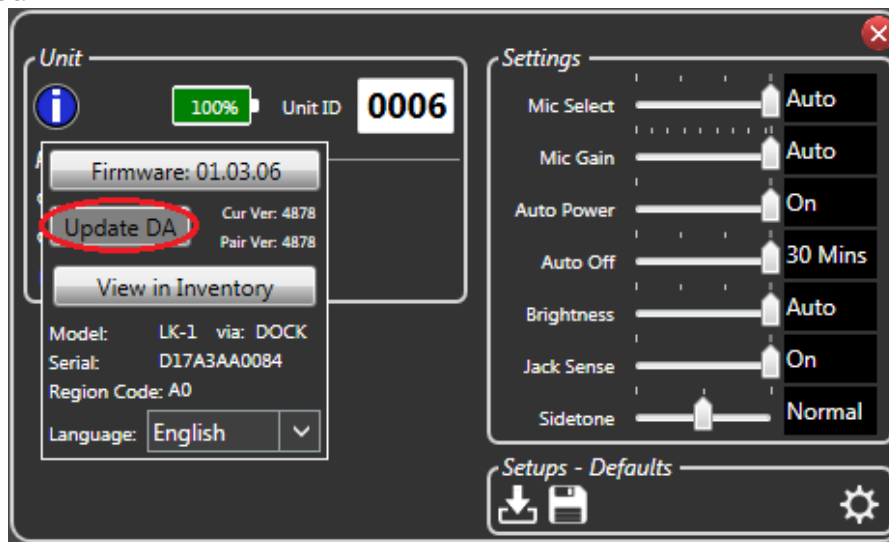 Unit
i
100%
Unit ID
0006
Firmware: 01.03.06
Update DA
Cur Ver: 4878
Pair Ver: 4878
View in Inventory
Model: LK-1 via: DOCK
Serial: D17A3AA0084
Region Code: A0
Language: English
Settings
Mic Select Auto
Mic Gain Auto
Auto Power On
Auto Off 30 Mins
Brightness Auto
Jack Sense On
Sidetone Normal
Setups - Defaults